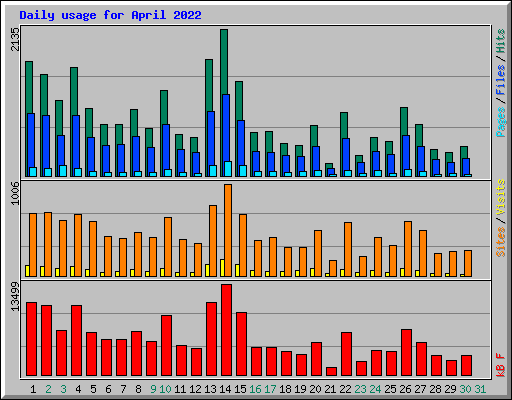 Daily usage for April 2022
2135
Pages / Files / Hits
1006
Sites / Visits
13499
kB F
1 2 3 4 5 6 7 8 9 10 11 12 13 14 15 16 17 18 19 20 21 22 23 24 25 26 27 28 29 30 31